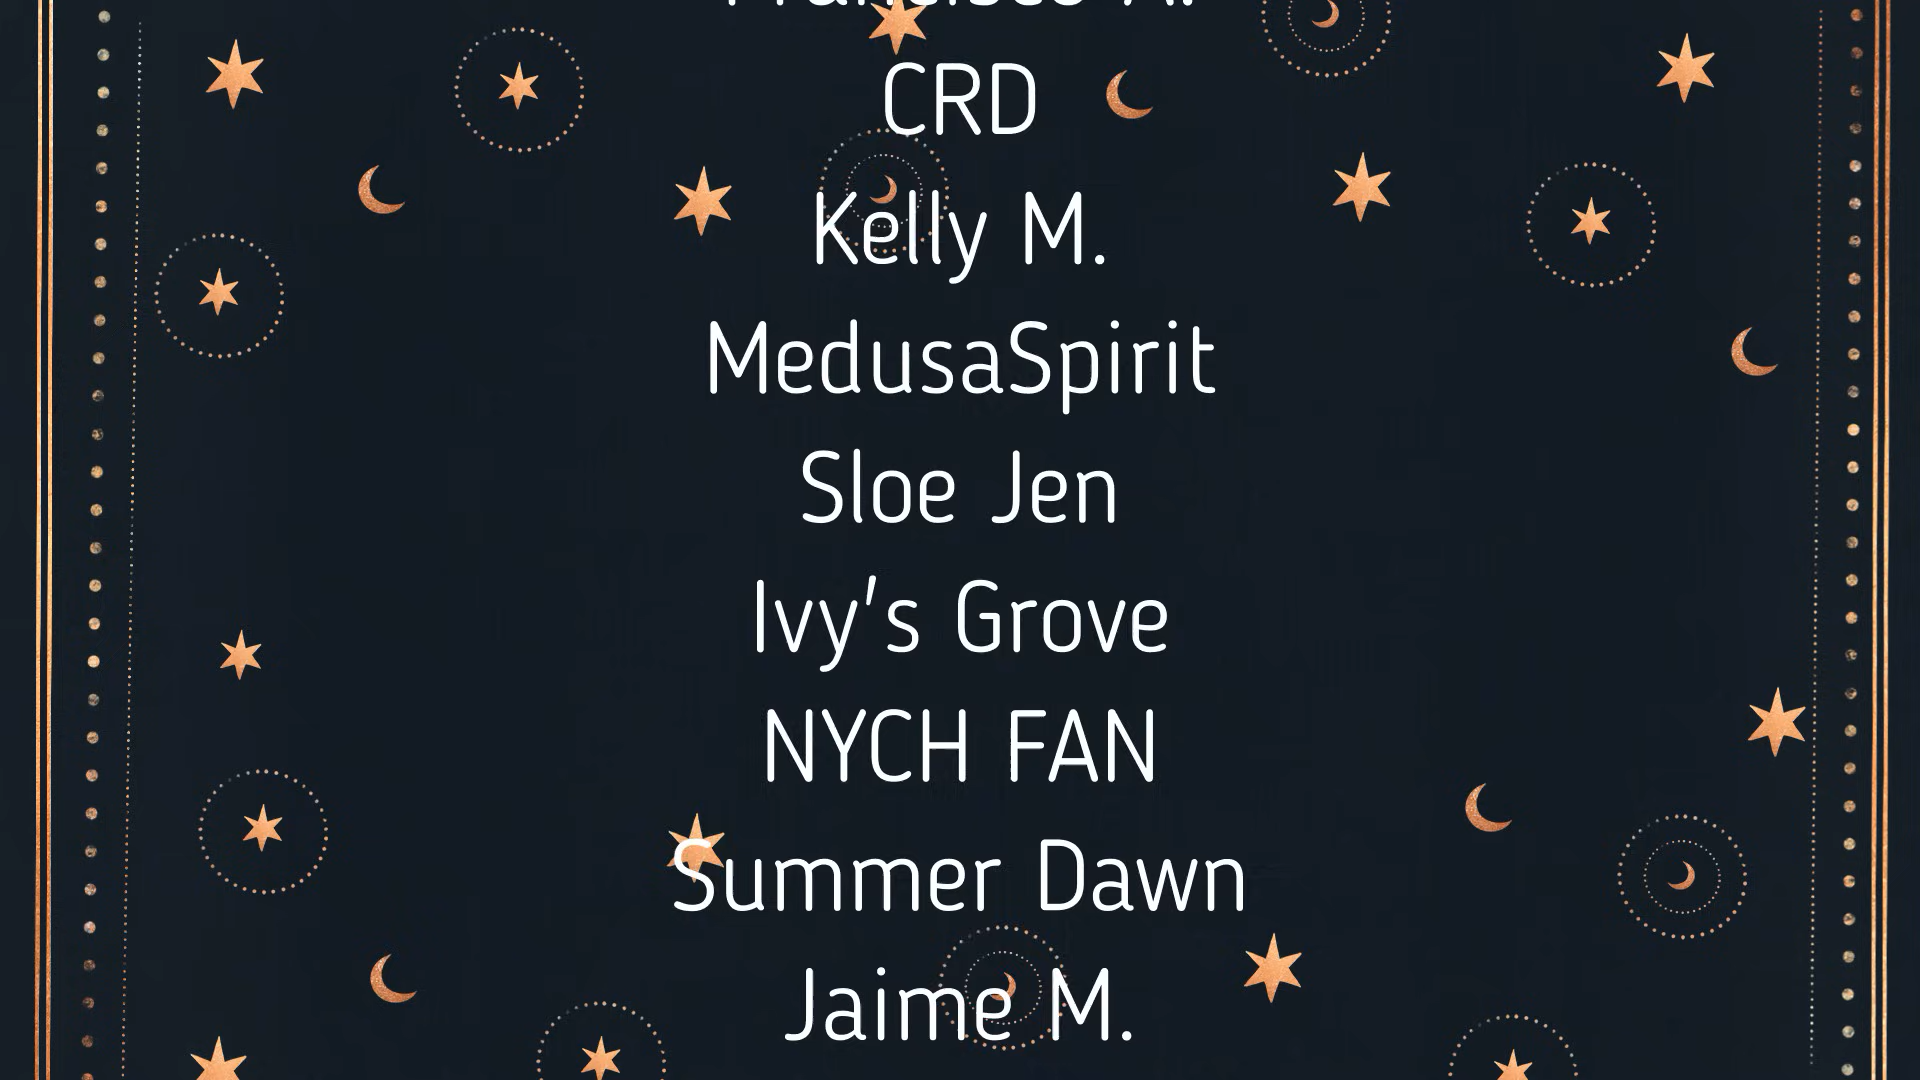 CRD
Kelly M.
MedusaSpirit
Sloe Jen
Ivy's Grove
NYCH FAN
Summer Dawn
Jaime M.